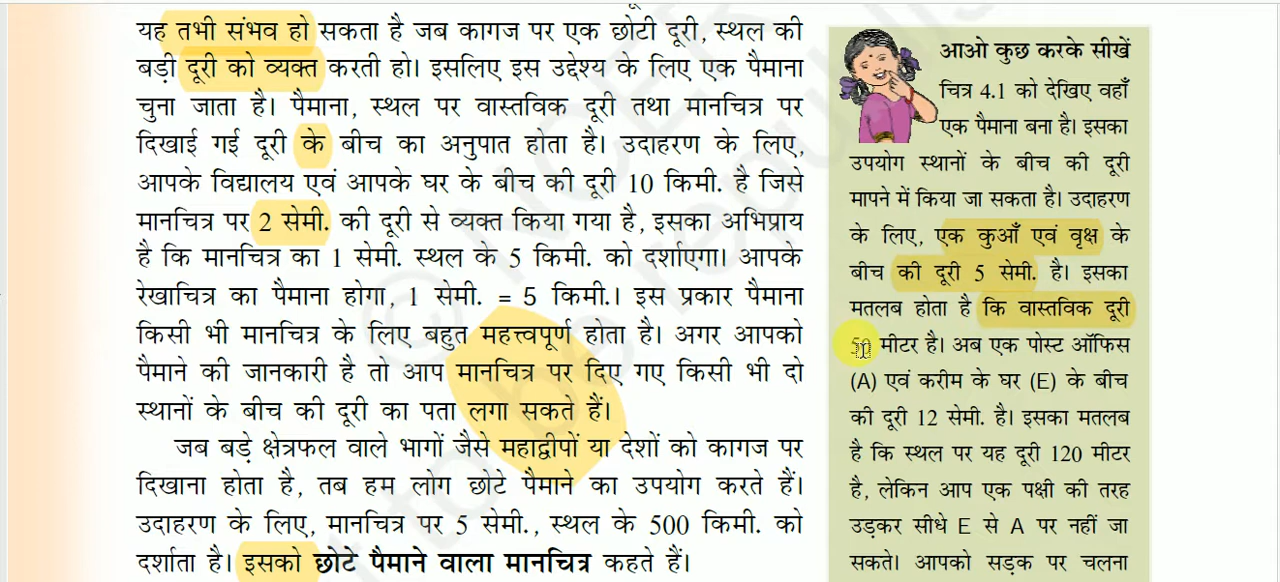 यह तभी संभव हो सकता है जब कागज पर एक छोटी दूरी, स्थल की
बड़ी दूरी को व्यक्त करती हो। इसलिए इस उद्देश्य के लिए एक पैमाना
चुना जाता है। पैमाना, स्थल पर वास्तविक दूरी तथा मानचित्र पर
दिखाई गई दूरी के बीच का अनुपात होता है। उदाहरण के लिए,
आपके विद्यालय एवं आपके घर के बीच की दूरी 10 किमी. है जिसे
मानचित्र पर 2 सेमी. की दूरी से व्यक्त किया गया है, इसका अभिप्राय
है कि मानचित्र का 1 सेमी. स्थल के 5 किमी. को दर्शाएगा। आपके
रेखाचित्र का पैमाना होगा, 1 सेमी. = 5 किमी.। इस प्रकार पैमाना
किसी भी मानचित्र के लिए बहुत महत्त्वपूर्ण होता है। अगर आपको
पैमाने की जानकारी है तो आप मानचित्र पर दिए गए किसी भी दो
स्थानों के बीच की दूरी का पता लगा सकते हैं।
जब बड़े क्षेत्रफल वाले भागों जैसे महाद्वीपों या देशों को कागज पर
दिखाना होता है, तब हम लोग छोटे पैमाने का उपयोग करते हैं।
उदाहरण के लिए, मानचित्र पर 5 सेमी., स्थल के 500 किमी. को
दर्शाता है। इसको छोटे पैमाने वाला मानचित्र कहते हैं।
आओ कुछ करके सीखें
चित्र 4.1 को देखिए वहाँ
एक पैमाना बना है। इसका
उपयोग स्थानों के बीच की दूरी
मापने में किया जा सकता है। उदाहरण
के लिए, एक कुआँ एवं वृक्ष के
बीच की दूरी 5 सेमी. है। इसका
मतलब होता है कि वास्तविक दूरी
50 मीटर है। अब एक पोस्ट ऑफिस
(A) एवं करीम के घर (E) के बीच
की दूरी 12 सेमी. है। इसका मतलब
है कि स्थल पर यह दूरी 120 मीटर
है, लेकिन आप एक पक्षी की तरह
उड़कर सीधे E से A पर नहीं जा
सकते। आपको सड़क पर चलना